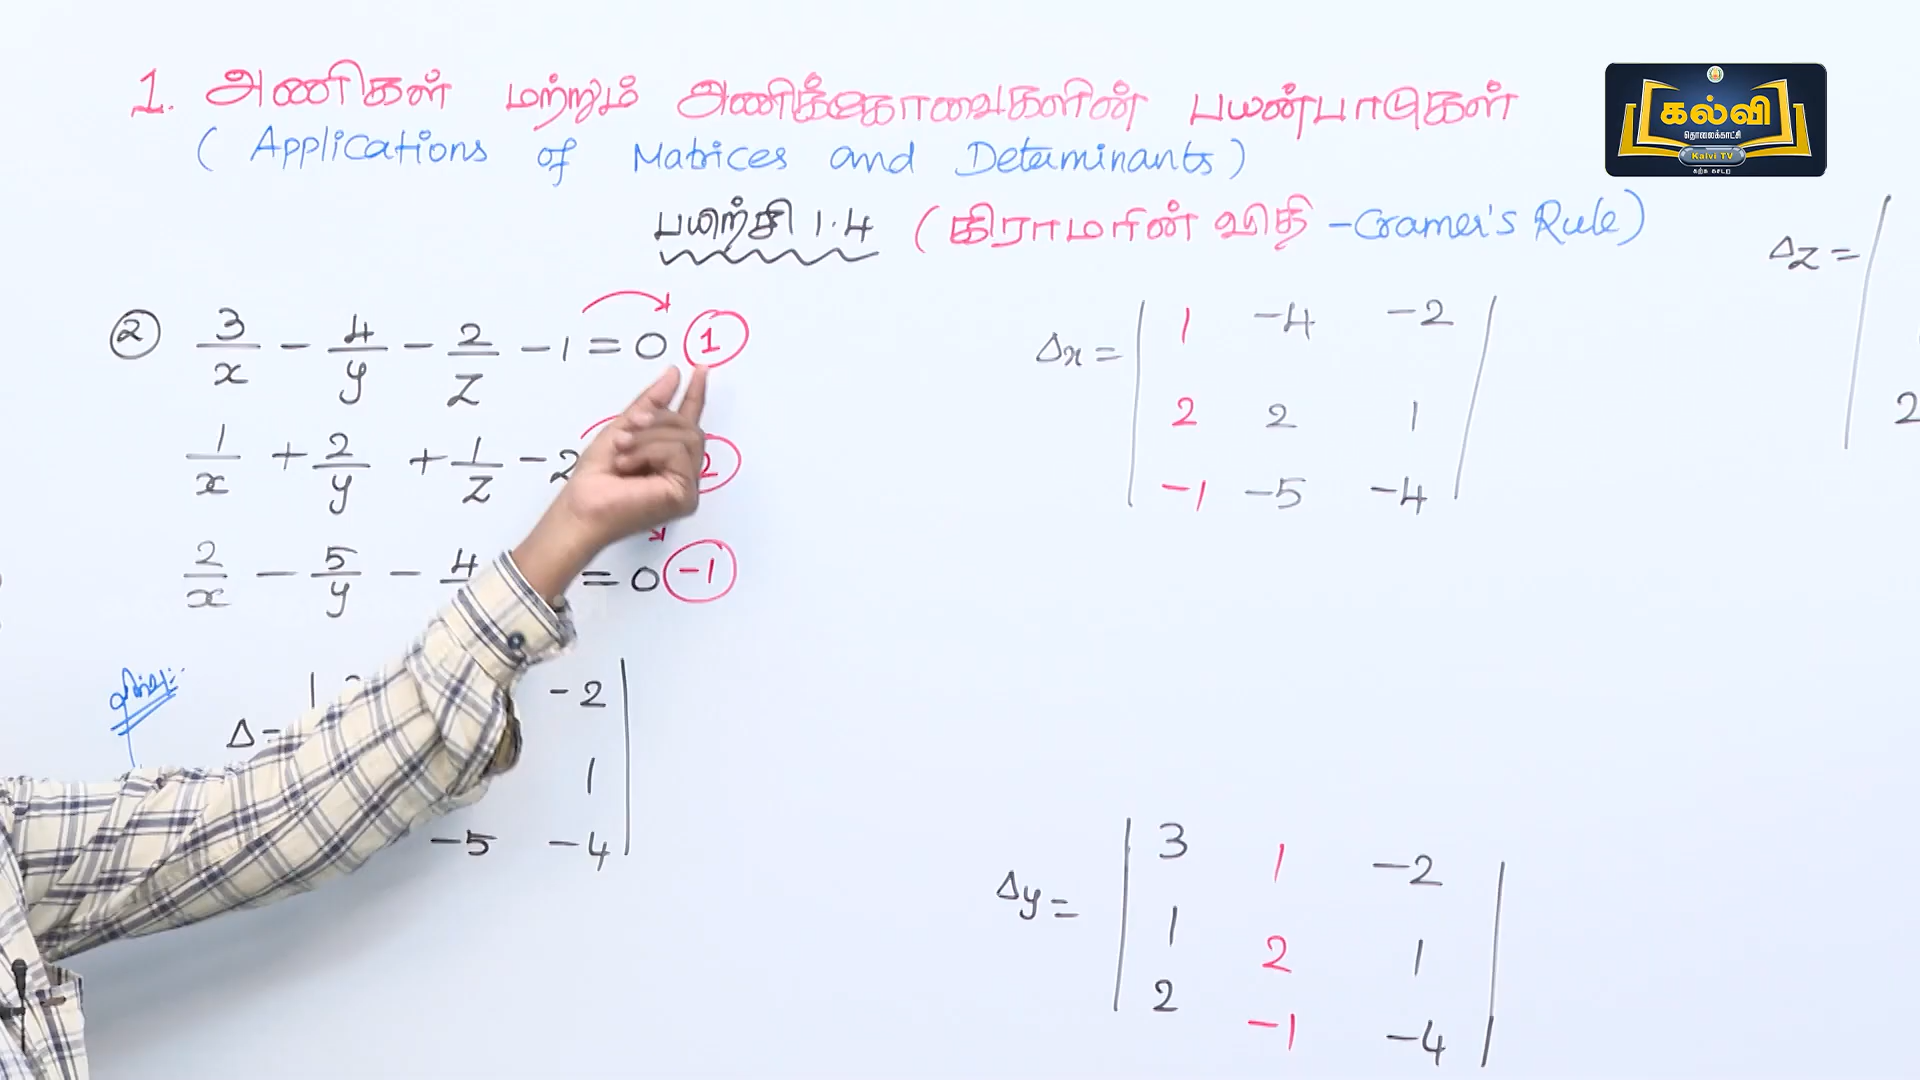 1. அணிகள் மற்றும் அணிக்கோவைகளின் பயன்பாடுகள்
( Applications of Matrices and Determinants )
பயிற்சி 1.4 ( கிராமரின் விதி - Cramer's Rule )
கல்வி
தொலைக்காட்சி
Kalvi TV
கற்க கசடற
② 3/x - 4/y - 2/z - 1 = 0 1
1/x + 2/y + 1/z - 2 2
2/x - 5/y - 4 = 0 -1
தீர்வு:
Δ =
-2
1
-5 -4
Δx = | 1 -4 -2 |
2 2 1
-1 -5 -4
Δy = | 3 1 -2 |
1 2 1
2 -1 -4
Δz = |
2